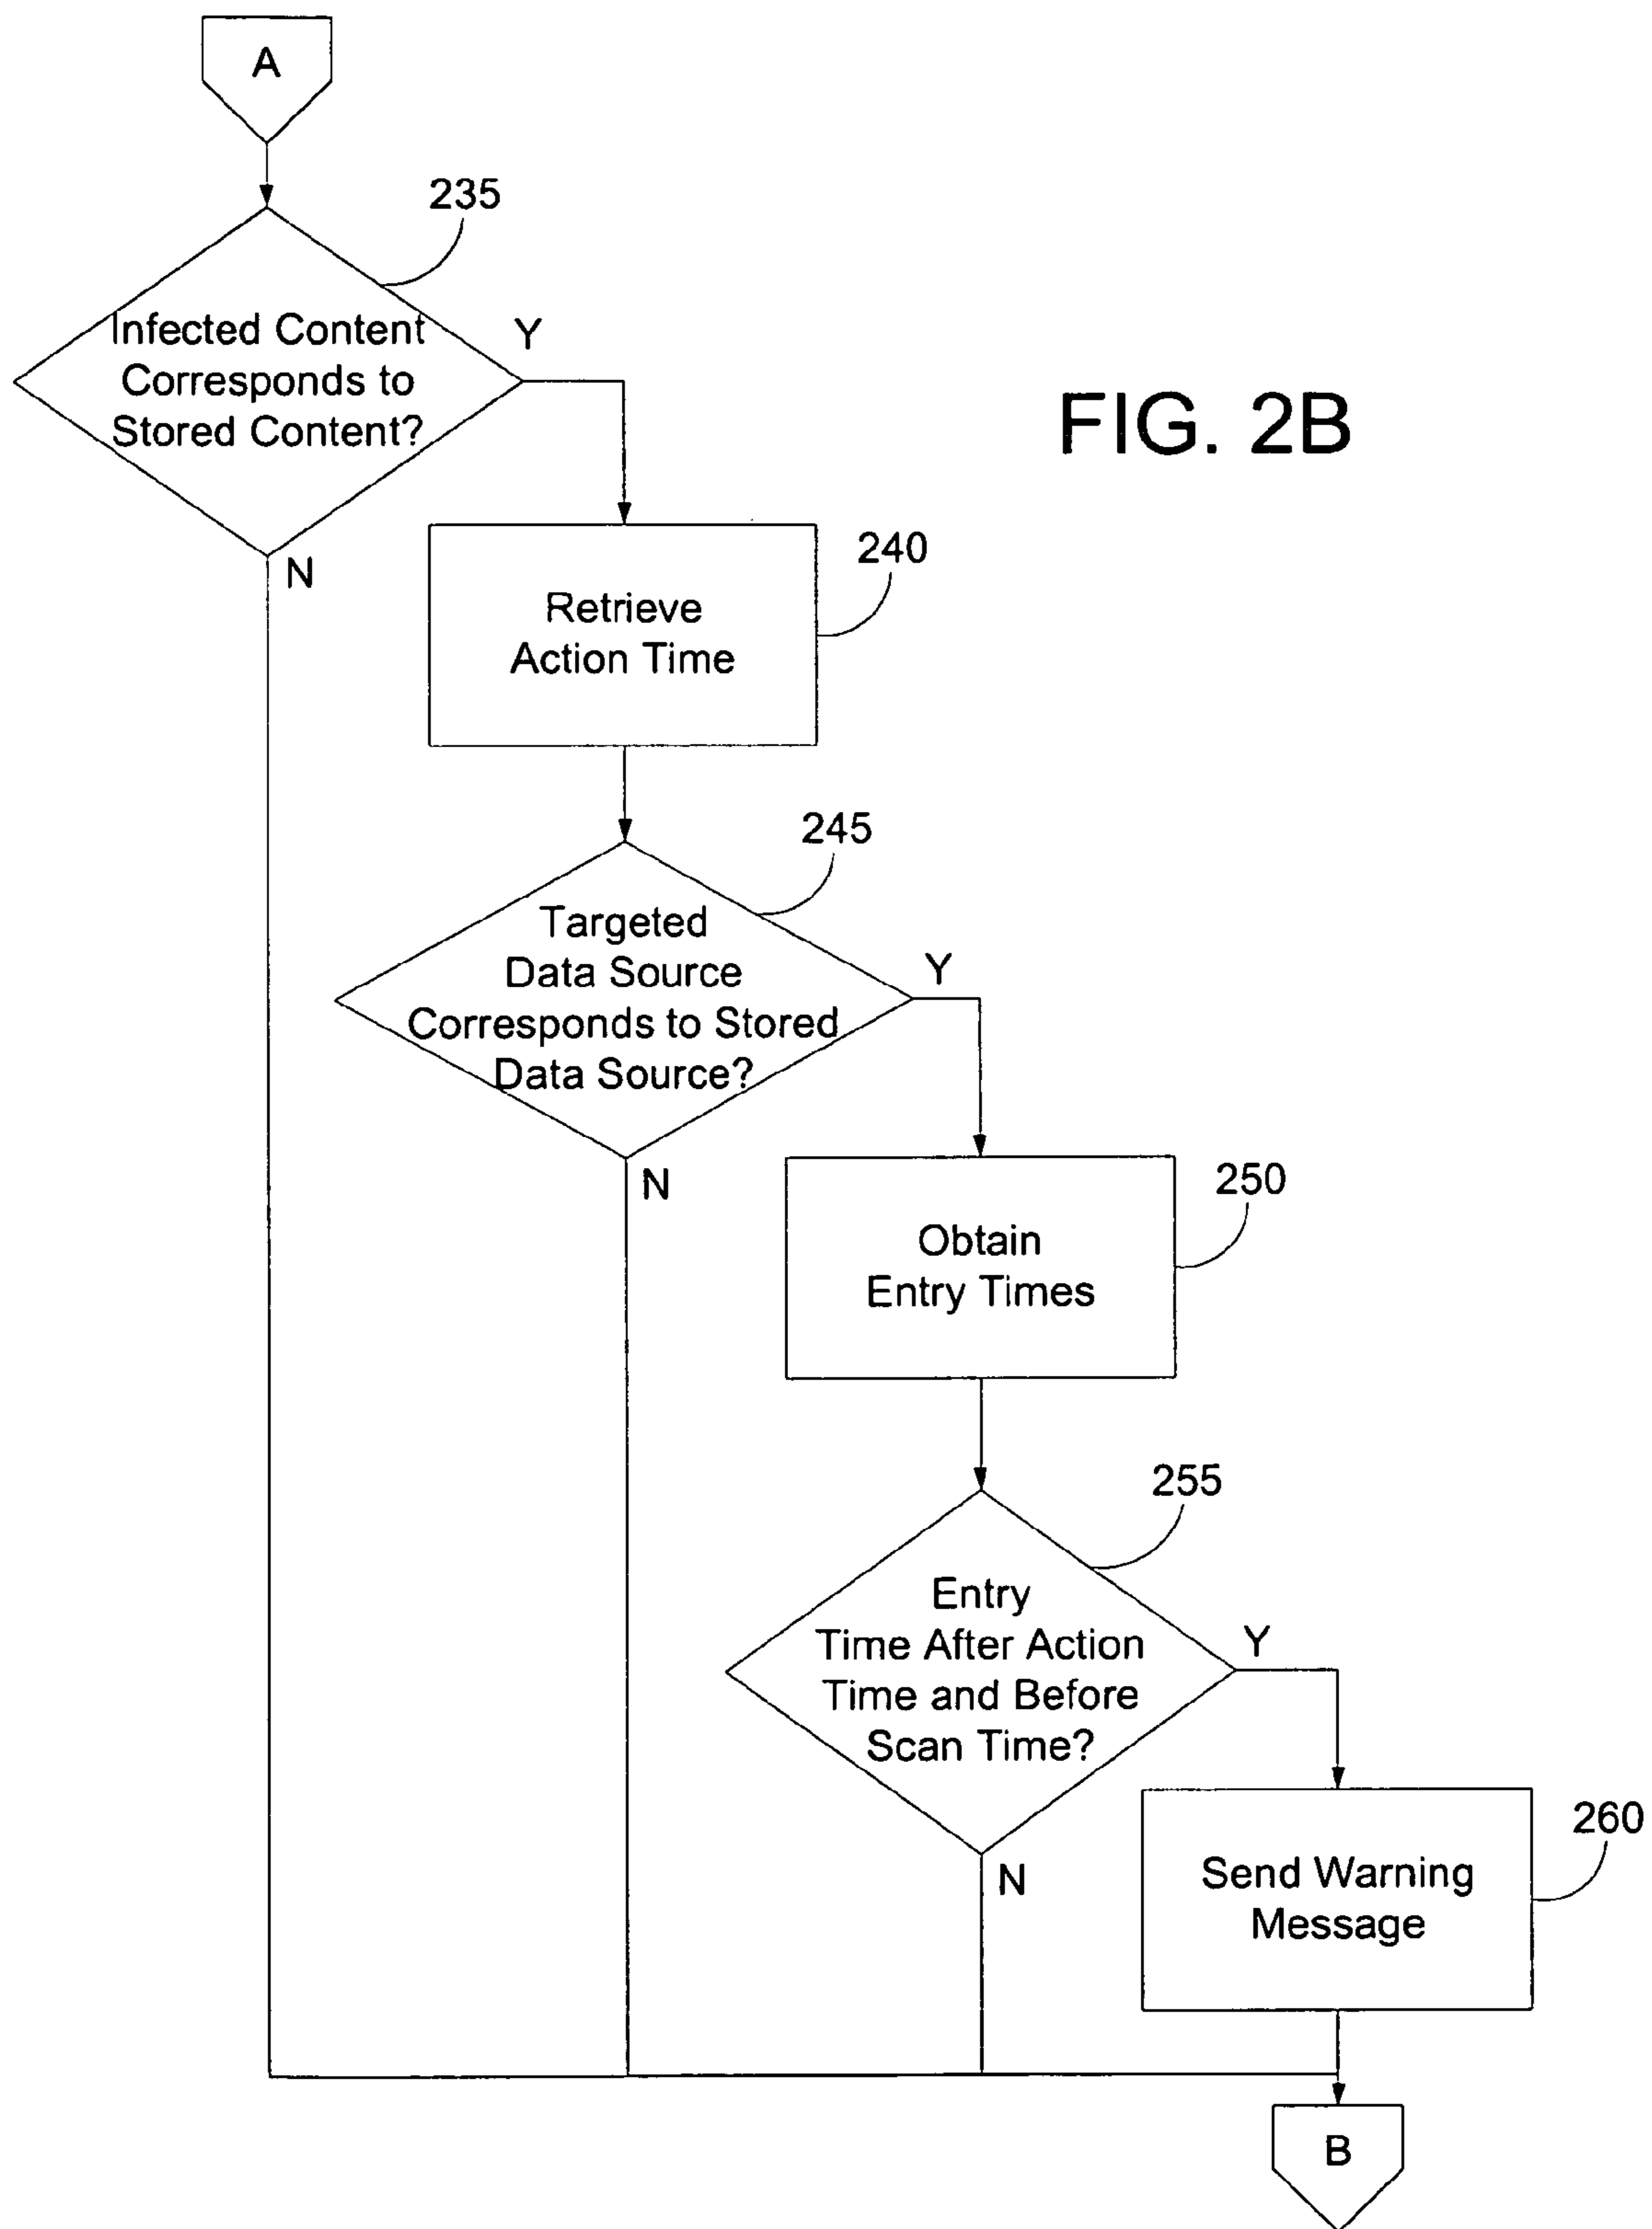 A
235
Infected Content
Corresponds to
Stored Content?
Y
N
FIG. 2B
240
Retrieve
Action Time
245
Targeted
Data Source
Corresponds to Stored
Data Source?
Y
N
250
Obtain
Entry Times
255
Entry
Time After Action
Time and Before
Scan Time?
Y
N
260
Send Warning
Message
B